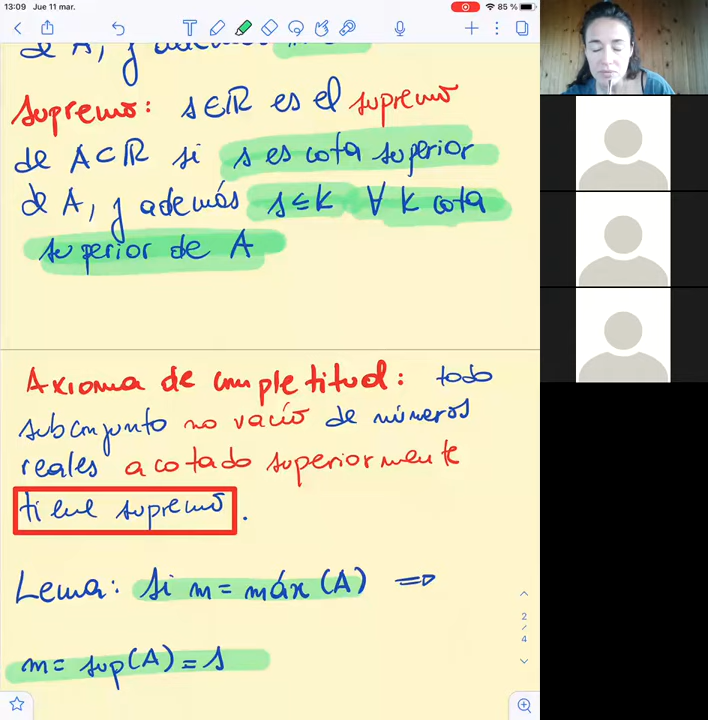 13:09 Jue 11 mar.
85 %
de A, y además
Supremo: s∈ℝ es el supremo
de A⊂ℝ si s es cota superior
de A, y además s≤k ∀ k cota
superior de A
Axioma de completitud: todo
subconjunto no vacío de números
reales acotado superiormente
tiene supremo.
Lema: Si m = máx (A) ⇒
m = sup(A) = s
2
/
4